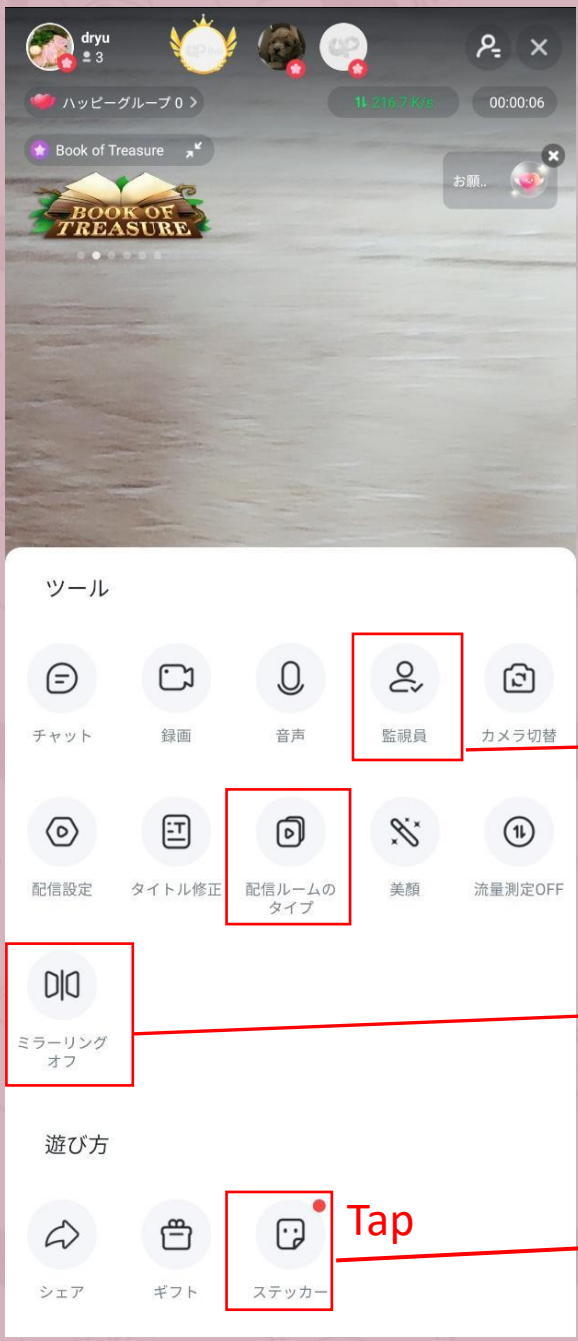 dryu
3
ハッピーグループ 0 >
216.7 K/s
00:00:06
Book of Treasure
お願..
BOOK OF
TREASURE
ツール
チャット
録画
音声
監視員
カメラ切替
配信設定
タイトル修正
配信ルームの
タイプ
美顔
流量測定OFF
ミラーリング
オフ
遊び方
Tap
シェア
ギフト
ステッカー